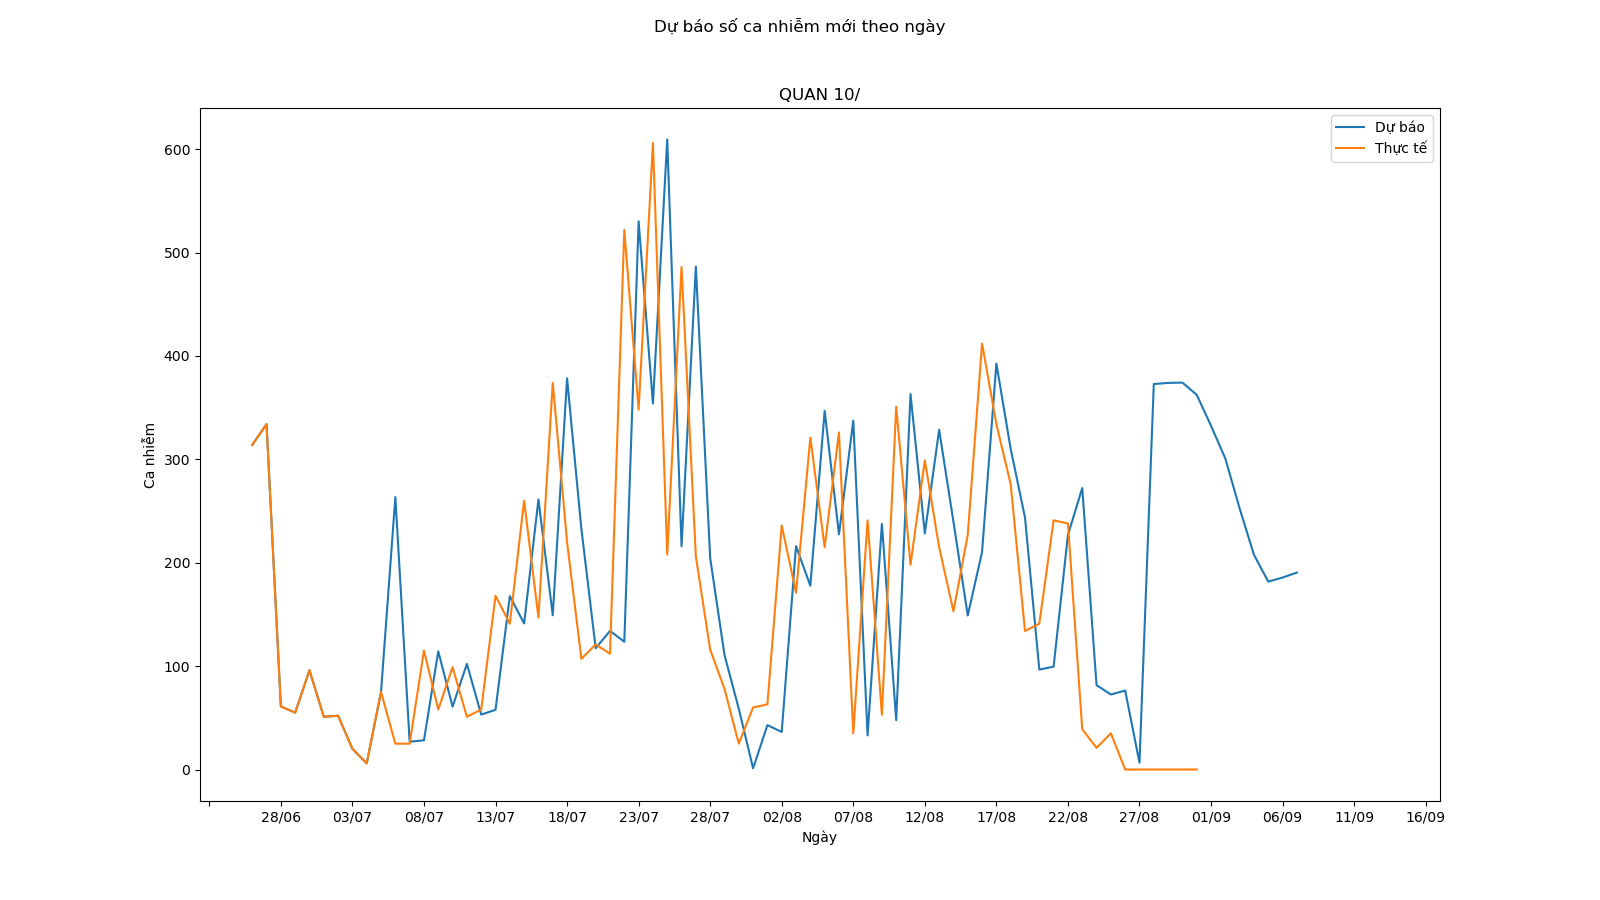 Dự báo số ca nhiễm mới theo ngày
QUAN 10/
Dự báo
Thực tế
600
500
400
300
200
100
0
Ca nhiễm
28/06 03/07 08/07 13/07 18/07 23/07 28/07 02/08 07/08 12/08 17/08 22/08 27/08 01/09 06/09 11/09 16/09
Ngày